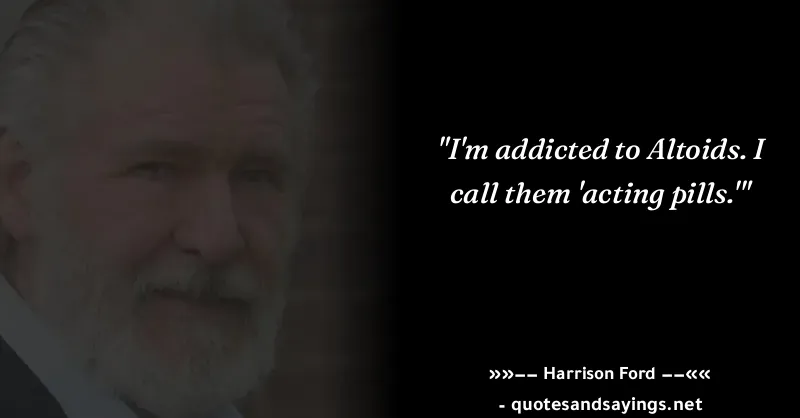 "I'm addicted to Altoids. I
call them 'acting pills.'"
»»−− Harrison Ford −−««
- quotesandsayings.net